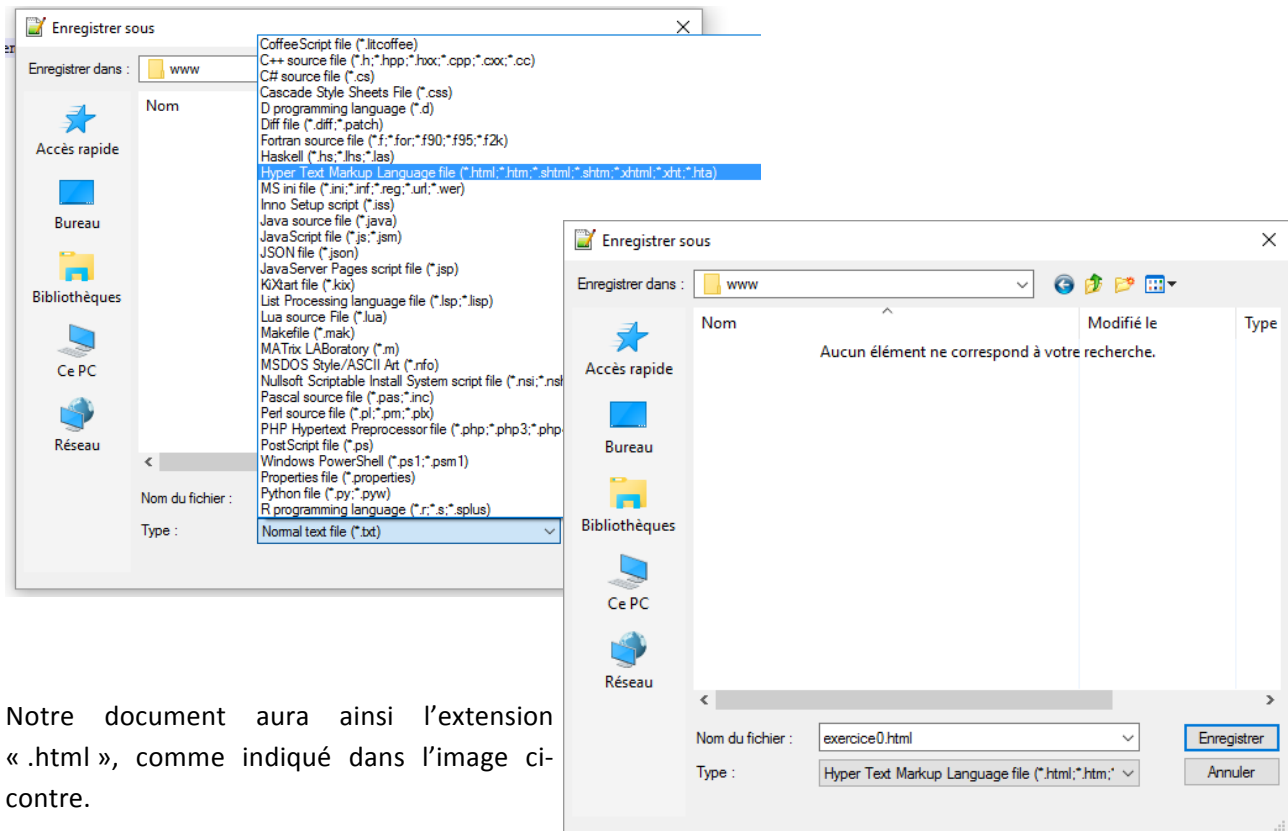 Enregistrer sous
Enregistrer dans :
www
Accès rapide
Bureau
Bibliothèques
Ce PC
Réseau
Nom
CoffeeScript file (*.litcoffee)
C++ source file (*.h;*.hpp;*.hxx;*.cpp;*.cxx;*.cc)
C# source file (*.cs)
Cascade Style Sheets File (*.css)
D programming language (*.d)
Diff file (*.diff;*.patch)
Fortran source file (*.f;*.for;*.f90;*.f95;*.f2k)
Haskell (*.hs;*.lhs;*.las)
Hyper Text Markup Language file (*.html;*.htm;*.shtml;*.shtm;*.xhtml;*.xht;*.hta)
MS ini file (*.ini;*.inf;*.reg;*.url;*.wer)
Inno Setup script (*.iss)
Java source file (*.java)
JavaScript file (*.js;*.jsm)
JSON file (*.json)
JavaServer Pages script file (*.jsp)
KiXtart file (*.kix)
List Processing language file (*.lsp;*.lisp)
Lua source File (*.lua)
Makefile (*.mak)
MATrix LABoratory (*.m)
MSDOS Style/ASCII Art (*.nfo)
Nullsoft Scriptable Install System script file (*.nsi;*.nsh
Pascal source file (*.pas;*.inc)
Perl source file (*.pl;*.pm;*.plx)
PHP Hypertext Preprocessor file (*.php;*.php3;*.php
PostScript file (*.ps)
Windows PowerShell (*.ps1;*.psm1)
Properties file (*.properties)
Python file (*.py;*.pyw)
R programming language (*.r;*.s;*.splus)
Nom du fichier :
Type :
Normal text file (*.txt)
Enregistrer sous
Enregistrer dans :
www
Accès rapide
Bureau
Bibliothèques
Ce PC
Réseau
Nom
Modifié le
Type
Aucun élément ne correspond à votre recherche.
Nom du fichier :
exercice0.html
Enregistrer
Type :
Hyper Text Markup Language file (*.html;*.htm;*
Annuler
Notre document aura ainsi l’extension
« .html », comme indiqué dans l’image ci-
contre.